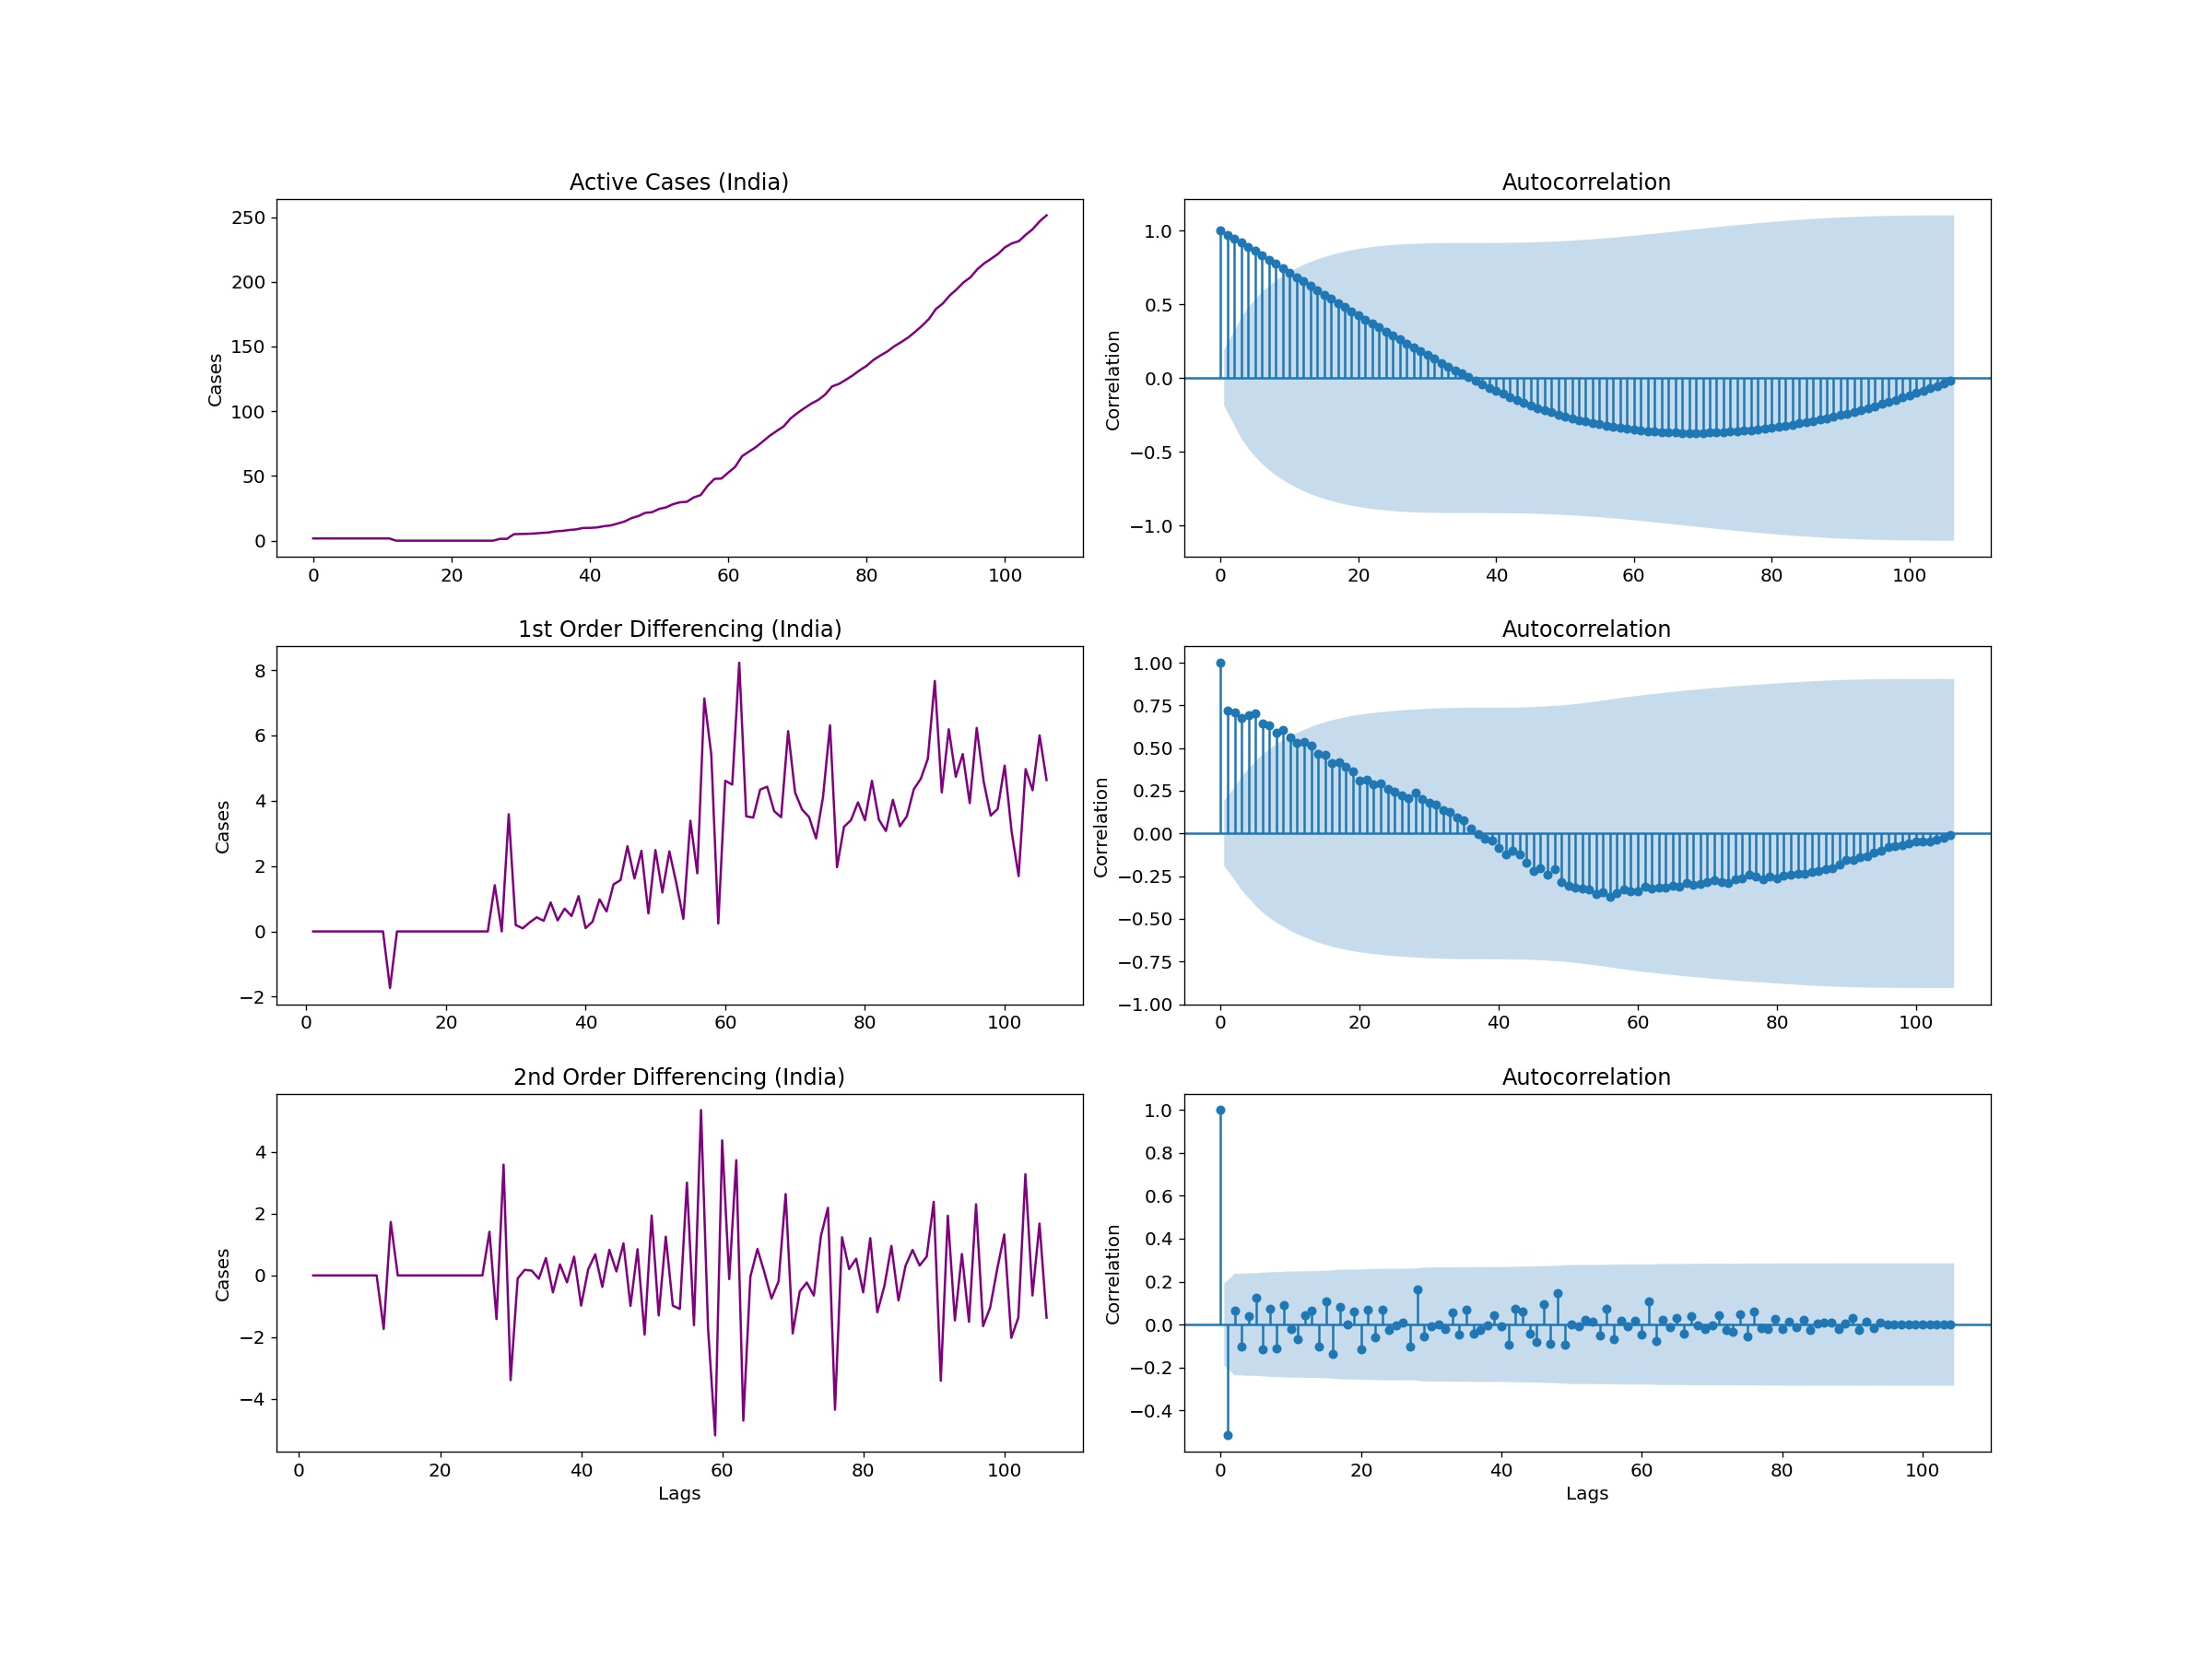 Active Cases (India)
Cases
250
200
150
100
50
0
0 20 40 60 80 100
Autocorrelation
Correlation
1.0
0.5
0.0
−0.5
−1.0
0 20 40 60 80 100
1st Order Differencing (India)
Cases
8
6
4
2
0
−2
0 20 40 60 80 100
Autocorrelation
Correlation
1.00
0.75
0.50
0.25
0.00
−0.25
−0.50
−0.75
−1.00
0 20 40 60 80 100
2nd Order Differencing (India)
Cases
4
2
0
−2
−4
0 20 40 60 80 100
Lags
Autocorrelation
Correlation
1.0
0.8
0.6
0.4
0.2
0.0
−0.2
−0.4
0 20 40 60 80 100
Lags